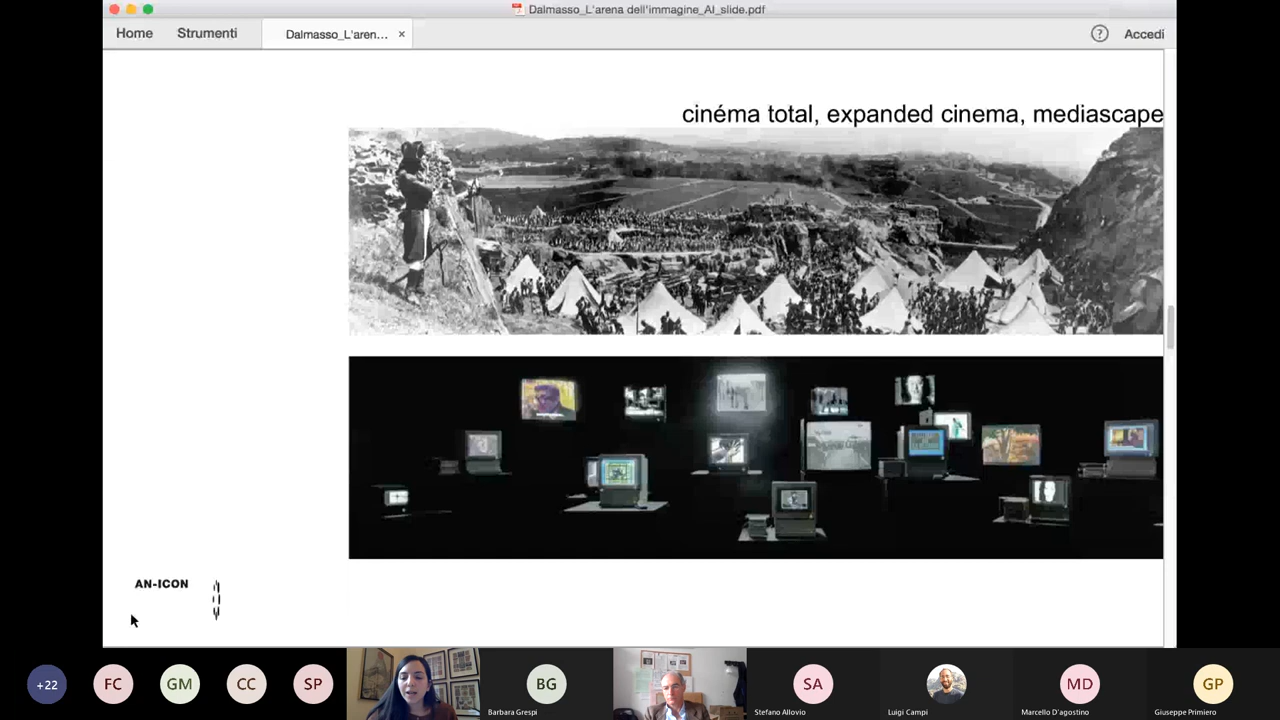 Dalmasso_L'arena dell'immagine_AI_slide.pdf
Home
Strumenti
Dalmasso_L'aren...
×
?
Accedi
cinéma total, expanded cinema, mediascape
AN-ICON
+22
FC
GM
CC
SP
BG
SA
MD
GP
Barbara Grespi
Stefano Allovio
Luigi Campi
Marcello D'agostino
Giuseppe Primiero